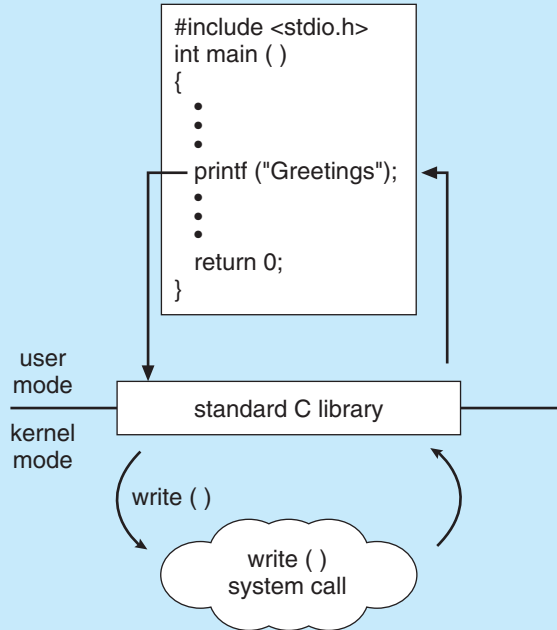 #include <stdio.h>
int main ( )
{
•
•
•
printf ("Greetings");
•
•
•
return 0;
}
user
mode
standard C library
kernel
mode
write ( )
write ( )
system call